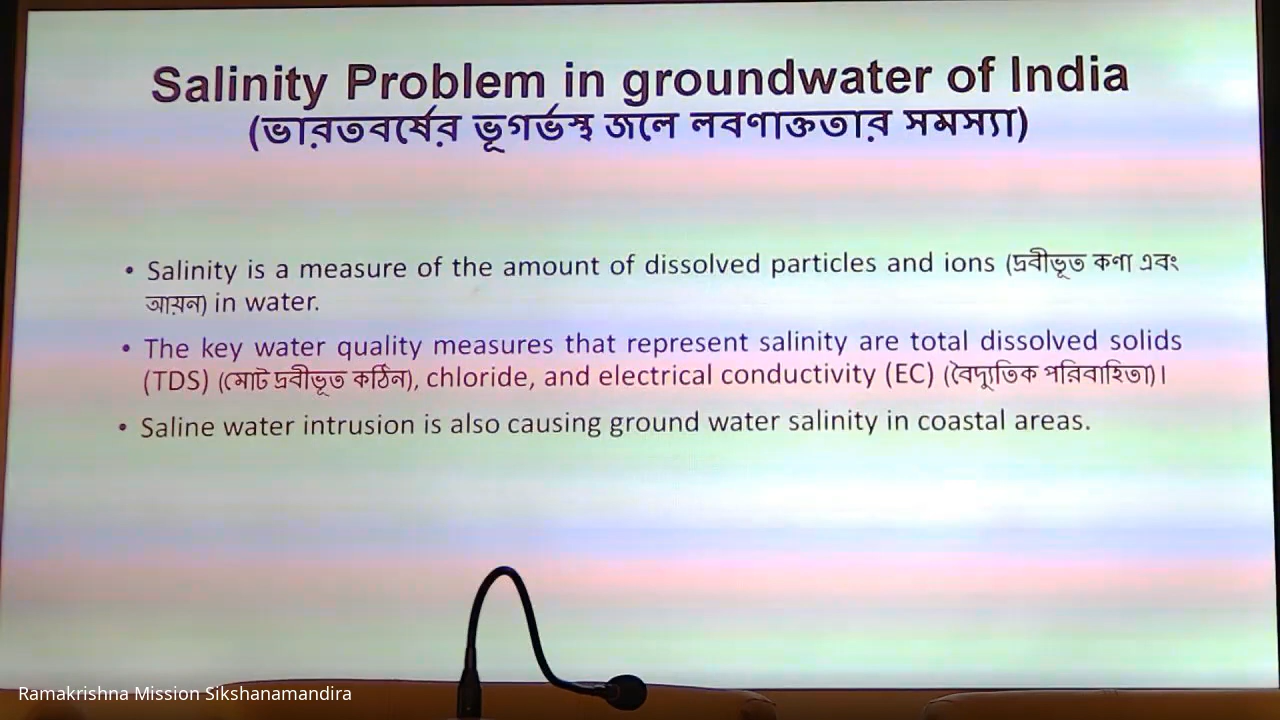 Salinity Problem in groundwater of India
(ভারতবর্ষের ভূগর্ভস্থ জলে লবণাক্ততার সমস্যা)
• Salinity is a measure of the amount of dissolved particles and ions (দ্রবীভূত কণা এবং
আয়ন) in water.
• The key water quality measures that represent salinity are total dissolved solids
(TDS) (মোট দ্রবীভূত কঠিন), chloride, and electrical conductivity (EC) (বৈদ্যুতিক পরিবাহিতা)।
• Saline water intrusion is also causing ground water salinity in coastal areas.
Ramakrishna Mission Sikshanamandira